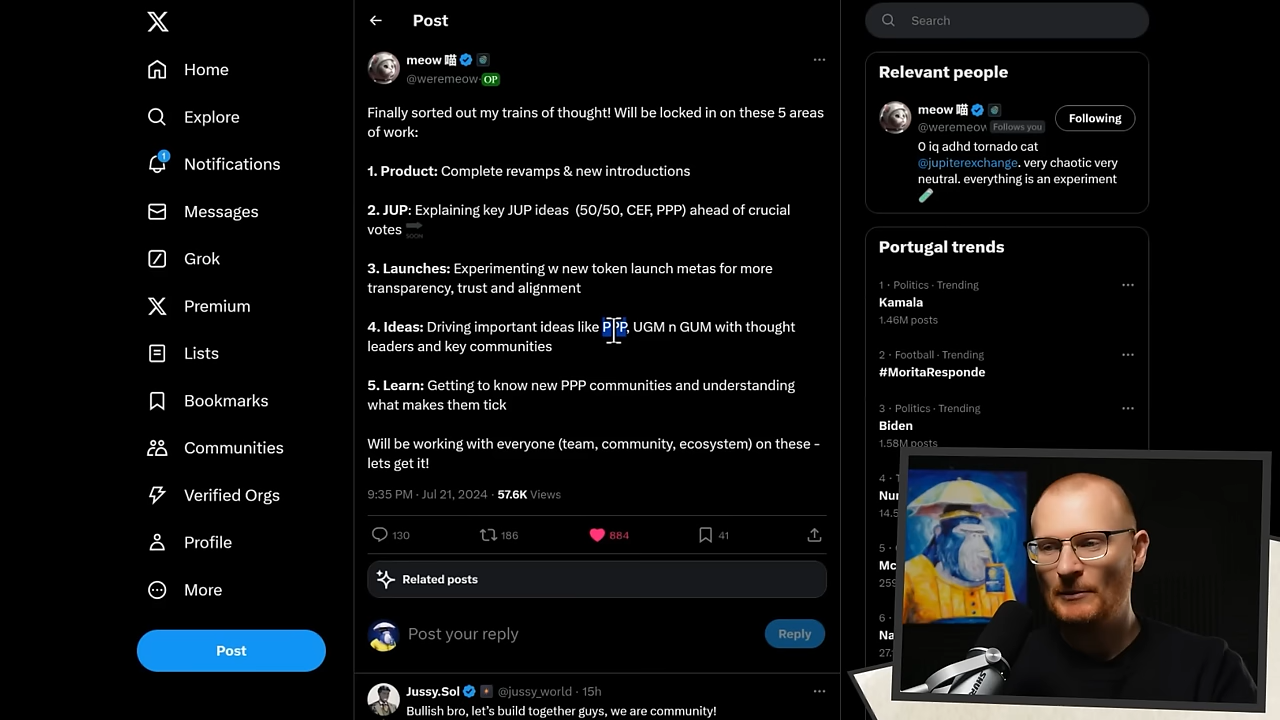 Post
Search
Home
Explore
1
Notifications
Messages
Grok
Premium
Lists
Bookmarks
Communities
Verified Orgs
Profile
More
Post
meow 喵
@weremeow OP
Finally sorted out my trains of thought! Will be locked in on these 5 areas
of work:
1. Product: Complete revamps & new introductions
2. JUP: Explaining key JUP ideas (50/50, CEF, PPP) ahead of crucial
votes SOON
3. Launches: Experimenting w new token launch metas for more
transparency, trust and alignment
4. Ideas: Driving important ideas like PPP, UGM n GUM with thought
leaders and key communities
5. Learn: Getting to know new PPP communities and understanding
what makes them tick
Will be working with everyone (team, community, ecosystem) on these -
lets get it!
9:35 PM · Jul 21, 2024 · 57.6K Views
130 186 884 41
Related posts
Post your reply
Reply
Jussy.Sol @jussy_world · 15h
Bullish bro, let's build together guys, we are community!
Relevant people
meow 喵
@weremeow Follows you
Following
0 iq adhd tornado cat
@jupiterexchange. very chaotic very
neutral. everything is an experiment
Portugal trends
1 · Politics · Trending
Kamala
1.46M posts
2 · Football · Trending
#MoritaResponde
3 · Politics · Trending
Biden
1.58M posts
4
5
6
SHURE